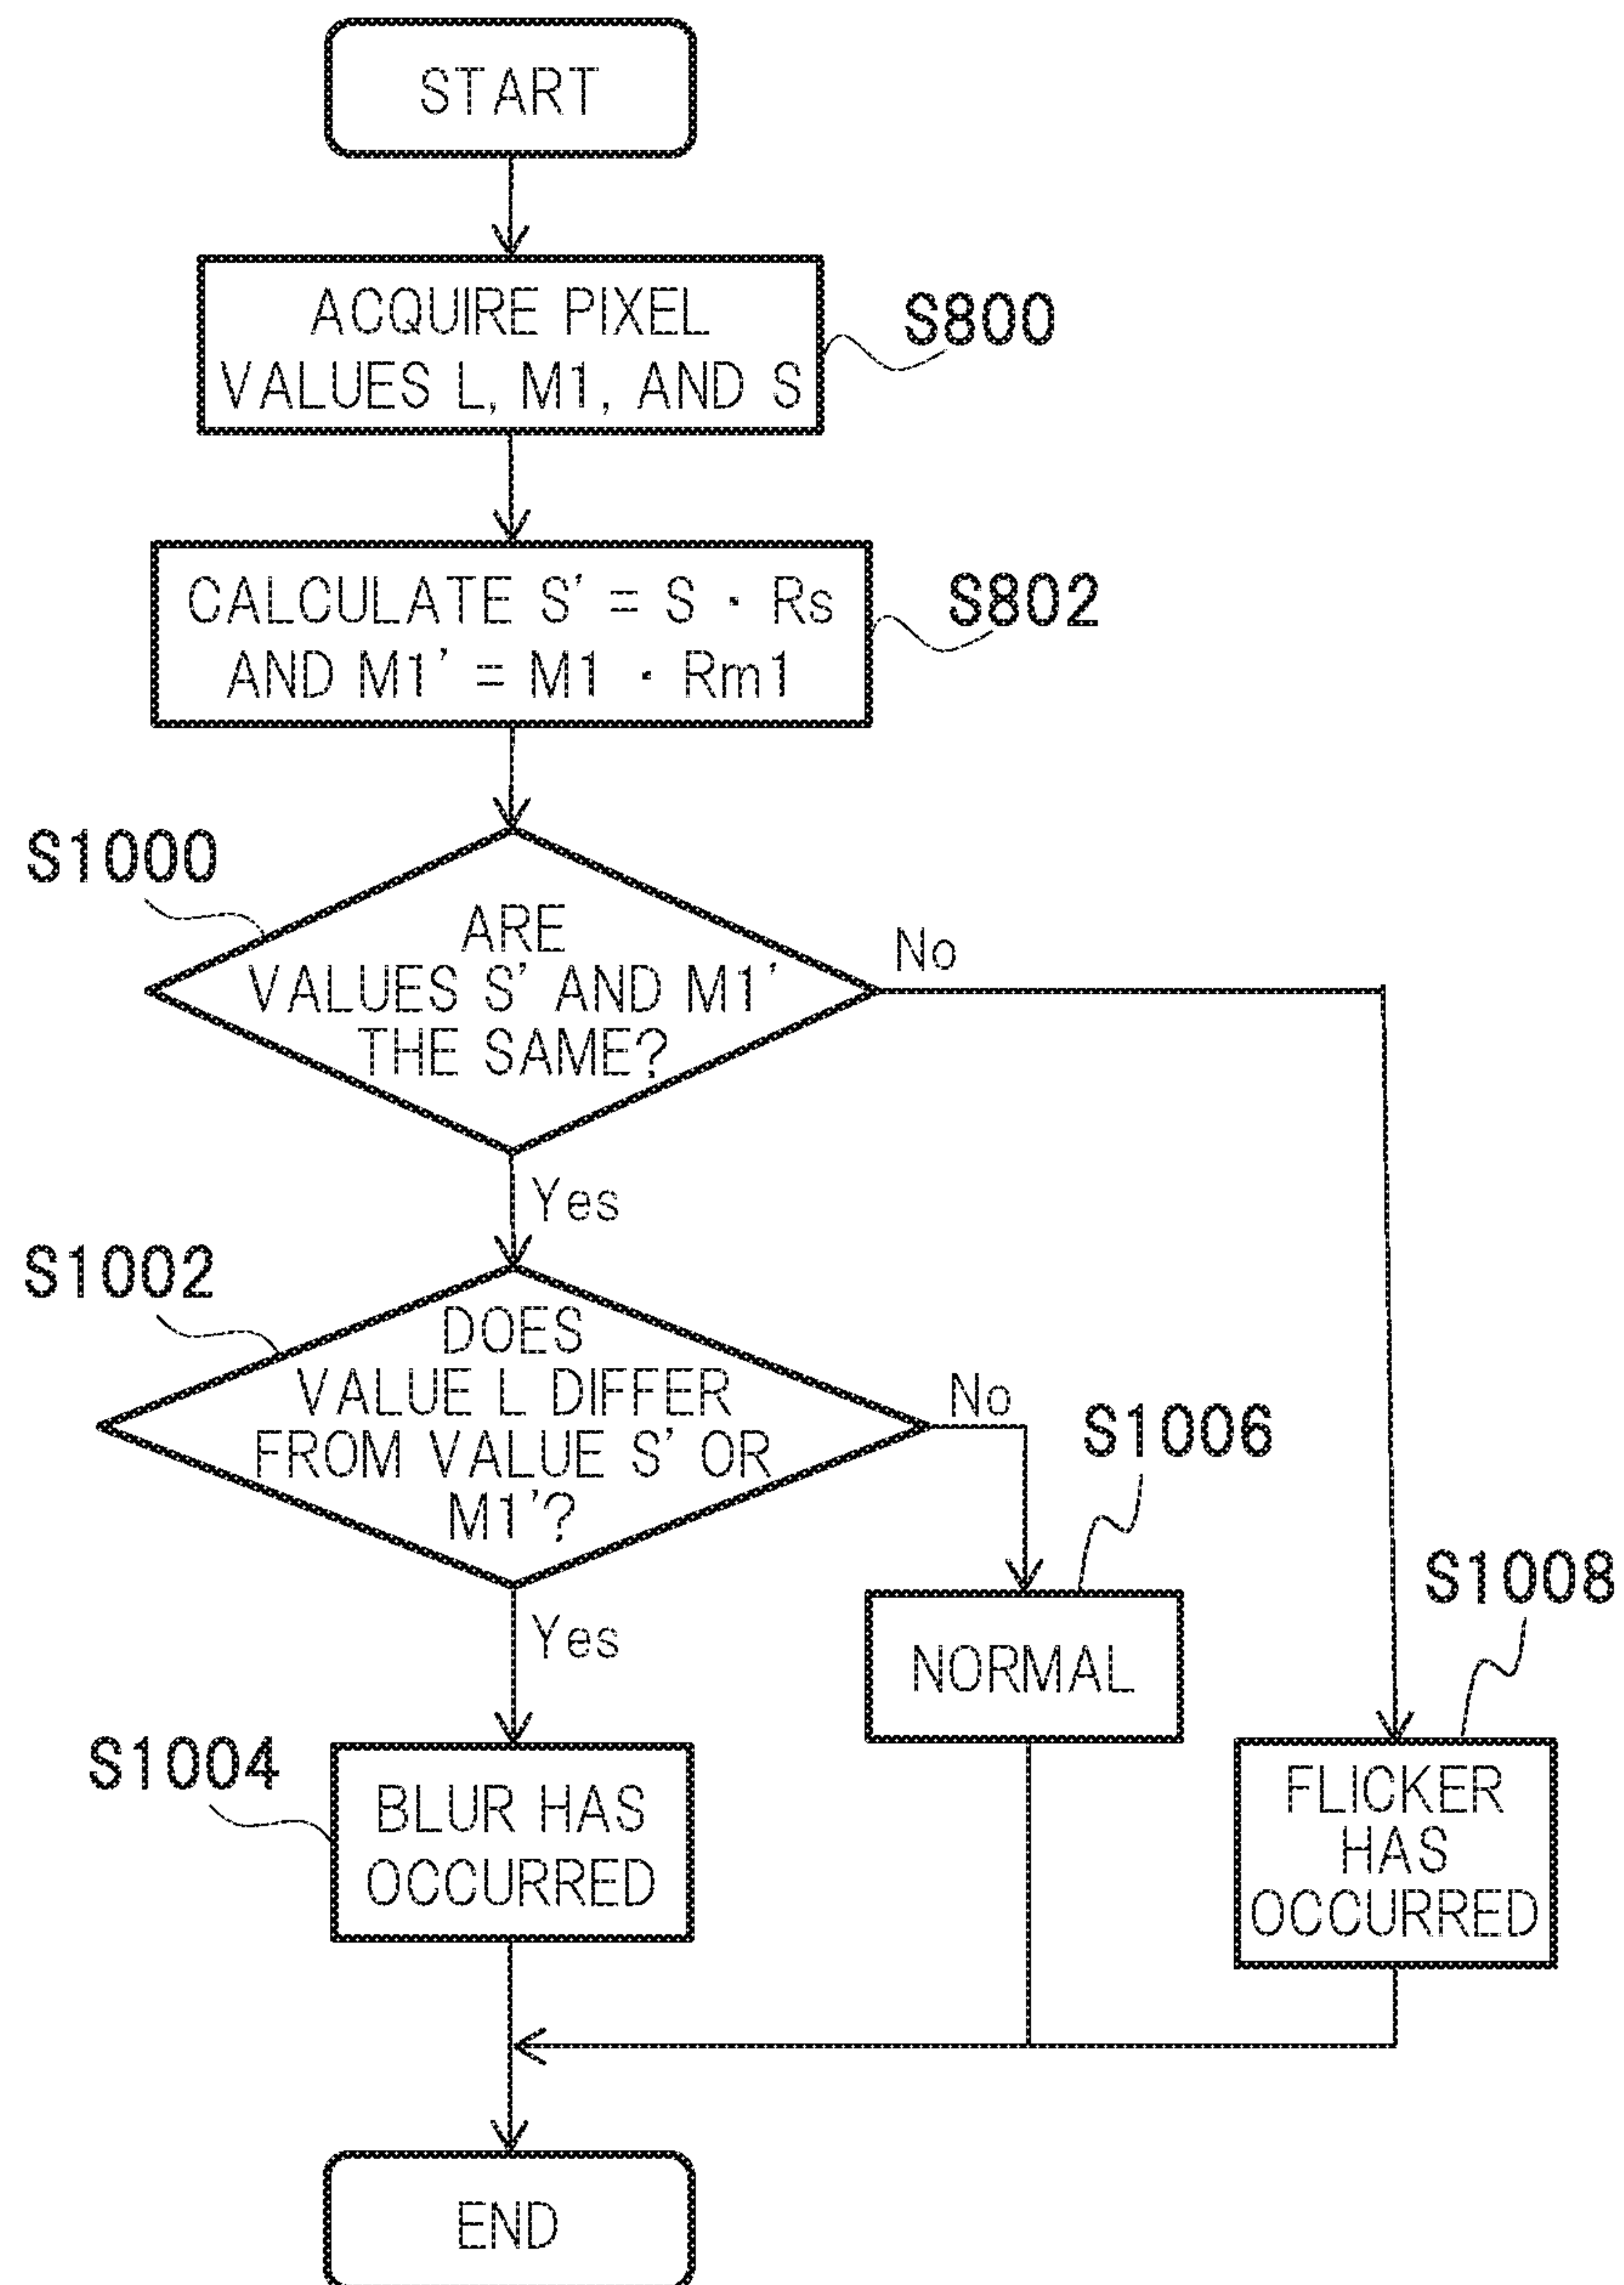 START
ACQUIRE PIXEL
VALUES L, M1, AND S
S800
CALCULATE S' = S · Rs
AND M1' = M1 · Rm1
S802
S1000
ARE
VALUES S' AND M1'
THE SAME?
No
Yes
S1002
DOES
VALUE L DIFFER
FROM VALUE S' OR
M1'?
No
S1006
Yes
NORMAL
S1008
S1004
BLUR HAS
OCCURRED
FLICKER
HAS
OCCURRED
END